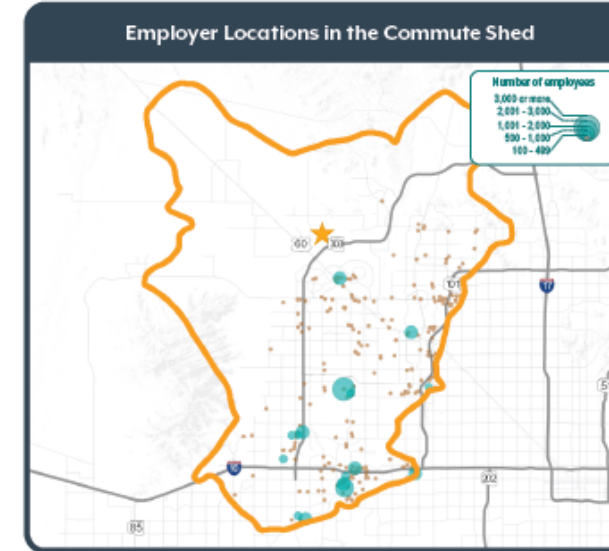 Employer Locations in the Commute Shed
Number of employees
3,000 or more
2,001 - 3,000
1,001 - 2,000
500 - 1,000
100 - 499
60
303
101
17
10
202
85